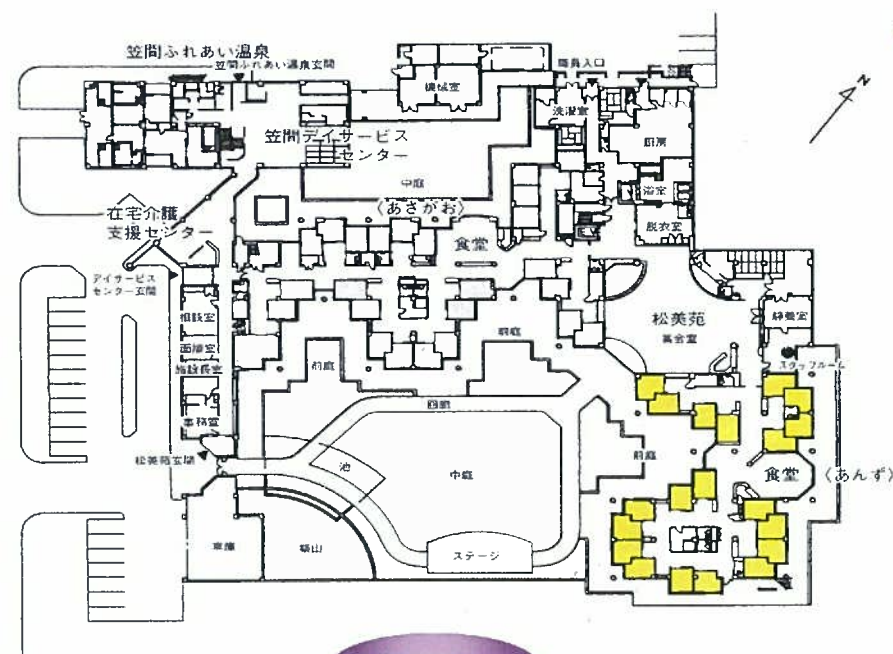 笠間ふれあい温泉
笠間ふれあい温泉玄関
機械室
職員入口
N
洗濯室
厨房
笠間デイサービス
センター
中庭
浴室
〈あさがお〉
在宅介護
支援センター
脱衣室
食堂
デイサービス
センター玄関
相談室
松美苑
集会室
静養室
前庭
面接室
前庭
スタッフルーム
施設長室
回廊
事務室
松美苑玄関
池
中庭
前庭
食堂
〈あんず〉
車庫
築山
ステージ